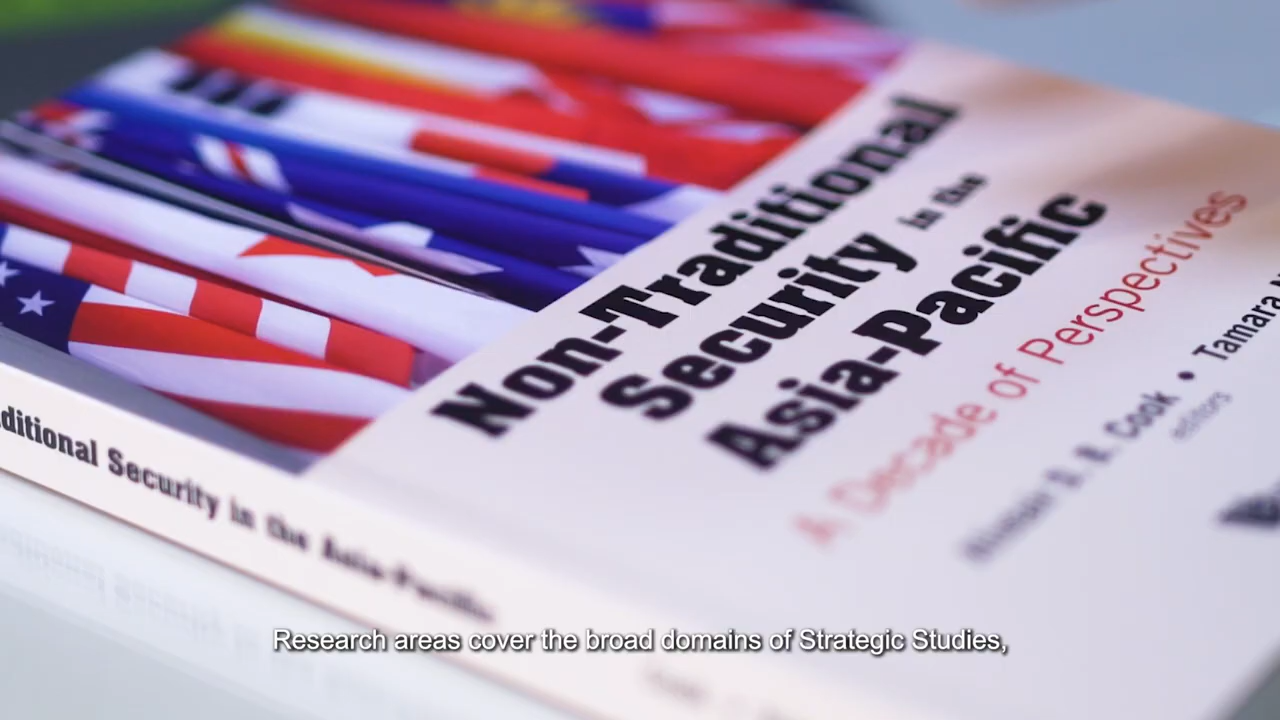 Non-Traditional
Security in the
Asia-Pacific
A Decade of Perspectives
D. B. Cook • Tamara
editors
ditional Security in the Asia-Pacific
Research areas cover the broad domains of Strategic Studies,